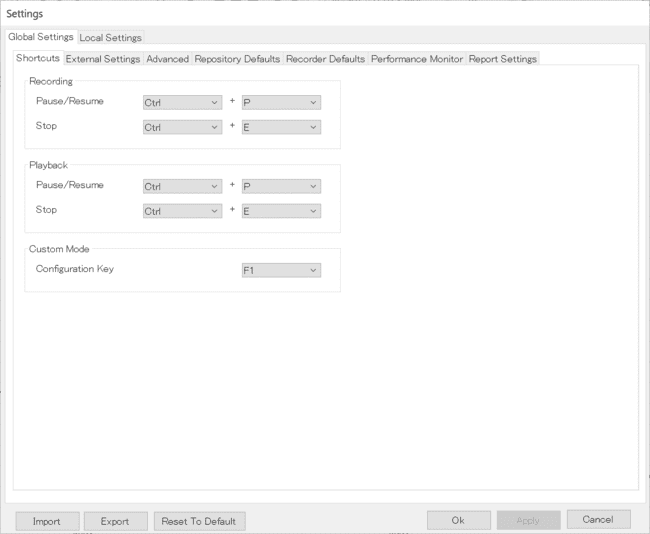 Settings
Global Settings Local Settings
Shortcuts External Settings Advanced Repository Defaults Recorder Defaults Performance Monitor Report Settings
Recording
Pause/Resume Ctrl + P
Stop Ctrl + E
Playback
Pause/Resume Ctrl + P
Stop Ctrl + E
Custom Mode
Configuration Key F1
Import Export Reset To Default Ok Apply Cancel